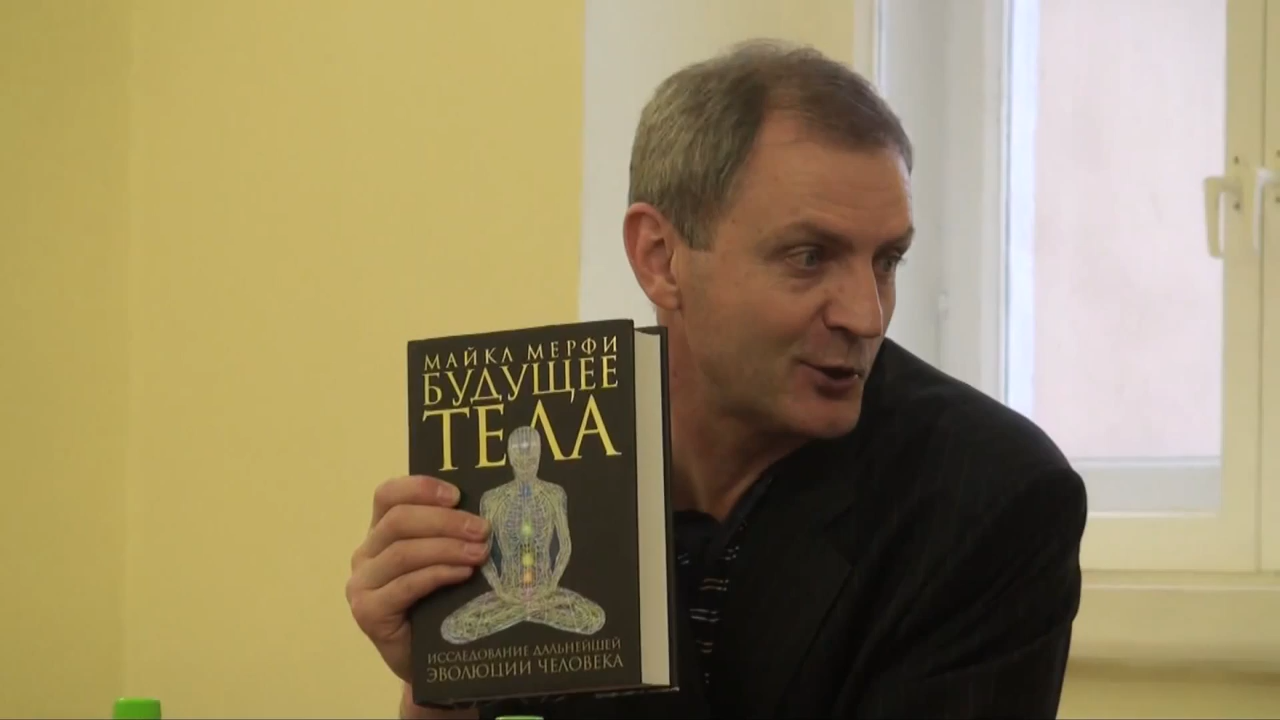 МАЙКЛ МЕРФИ
БУДУЩЕЕ
ТЕЛА
ИССЛЕДОВАНИЕ ДАЛЬНЕЙШЕЙ
ЭВОЛЮЦИИ ЧЕЛОВЕКА